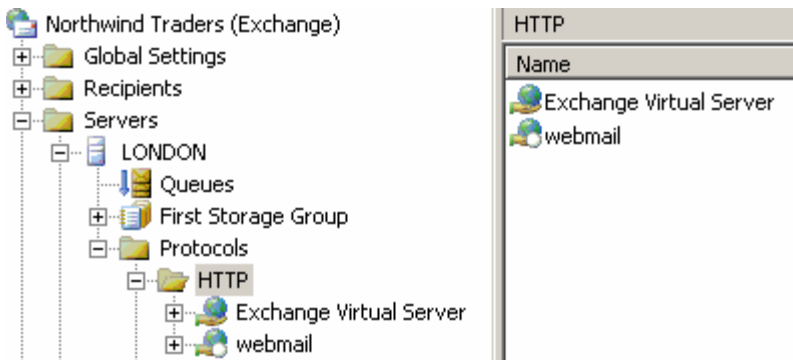 Northwind Traders (Exchange)
Global Settings
Recipients
Servers
LONDON
Queues
First Storage Group
Protocols
HTTP
Exchange Virtual Server
webmail
HTTP
Name
Exchange Virtual Server
webmail